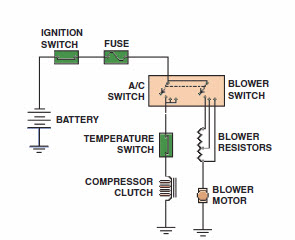 IGNITION
SWITCH
FUSE
A/C
SWITCH
BLOWER
SWITCH
BATTERY
TEMPERATURE
SWITCH
BLOWER
RESISTORS
COMPRESSOR
CLUTCH
BLOWER
MOTOR